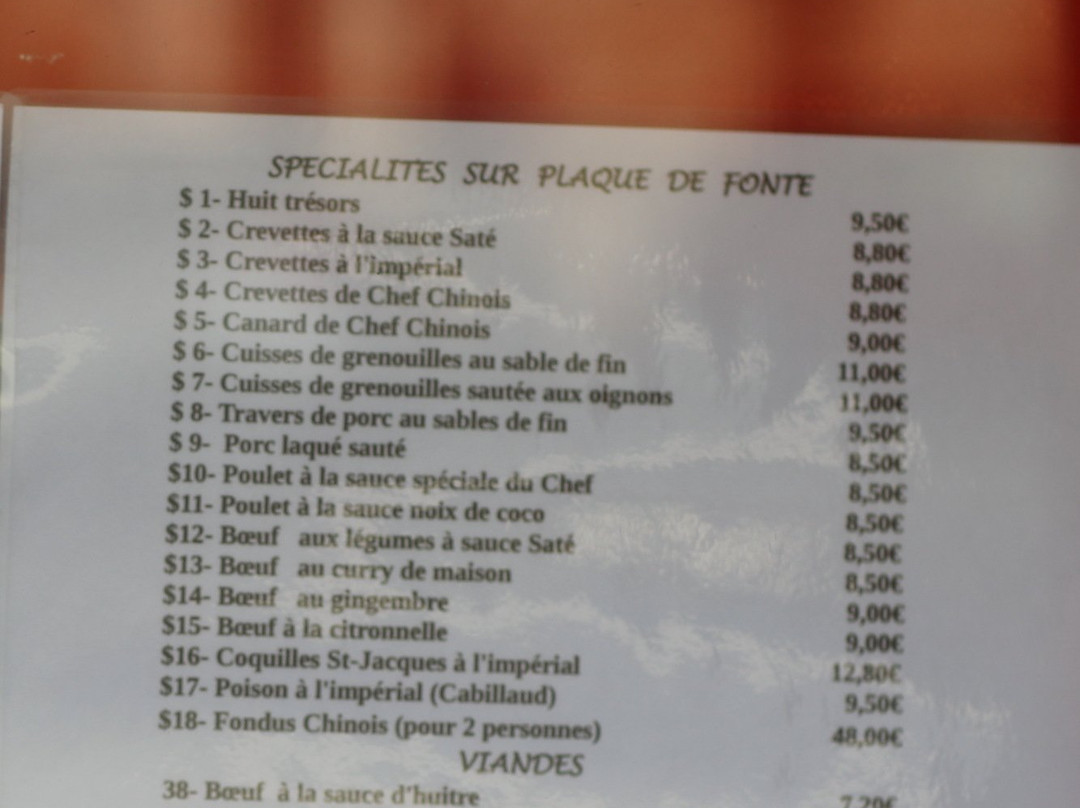 SPECIALITES SUR PLAQUE DE FONTE
$ 1- Huit trésors 9,50€
$ 2- Crevettes à la sauce Saté 8,80€
$ 3- Crevettes à l'impérial 8,80€
$ 4- Crevettes de Chef Chinois 8,80€
$ 5- Canard de Chef Chinois 9,00€
$ 6- Cuisses de grenouilles au sable de fin 11,00€
$ 7- Cuisses de grenouilles sautée aux oignons 11,00€
$ 8- Travers de porc au sables de fin 9,50€
$ 9- Porc laqué sauté 8,50€
$10- Poulet à la sauce spéciale du Chef 8,50€
$11- Poulet à la sauce noix de coco 8,50€
$12- Bœuf aux légumes à sauce Saté 8,50€
$13- Bœuf au curry de maison 8,50€
$14- Bœuf au gingembre 9,00€
$15- Bœuf à la citronnelle 9,00€
$16- Coquilles St-Jacques à l'impérial 12,80€
$17- Poison à l'impérial (Cabillaud) 9,50€
$18- Fondus Chinois (pour 2 personnes) 48,00€
VIANDES
38- Bœuf à la sauce d'huitre 7,20€